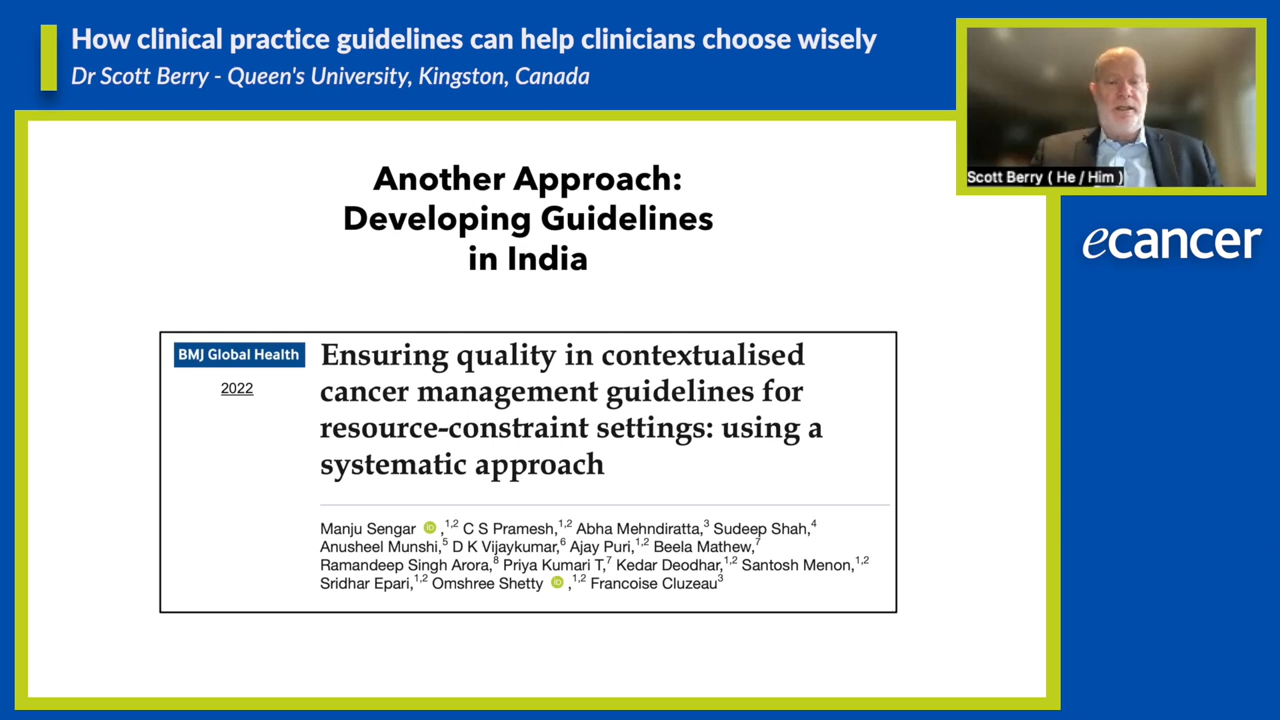 How clinical practice guidelines can help clinicians choose wisely
Dr Scott Berry - Queen's University, Kingston, Canada
Scott Berry ( He / Him )
ecancer
Another Approach:
Developing Guidelines
in India
BMJ Global Health
2022
Ensuring quality in contextualised
cancer management guidelines for
resource-constraint settings: using a
systematic approach
Manju Sengar iD ,1,2 C S Pramesh,1,2 Abha Mehndiratta,3 Sudeep Shah,4
Anusheel Munshi,5 D K Vijaykumar,6 Ajay Puri,1,2 Beela Mathew,7
Ramandeep Singh Arora,8 Priya Kumari T,7 Kedar Deodhar,1,2 Santosh Menon,1,2
Sridhar Epari,1,2 Omshree Shetty iD ,1,2 Francoise Cluzeau3